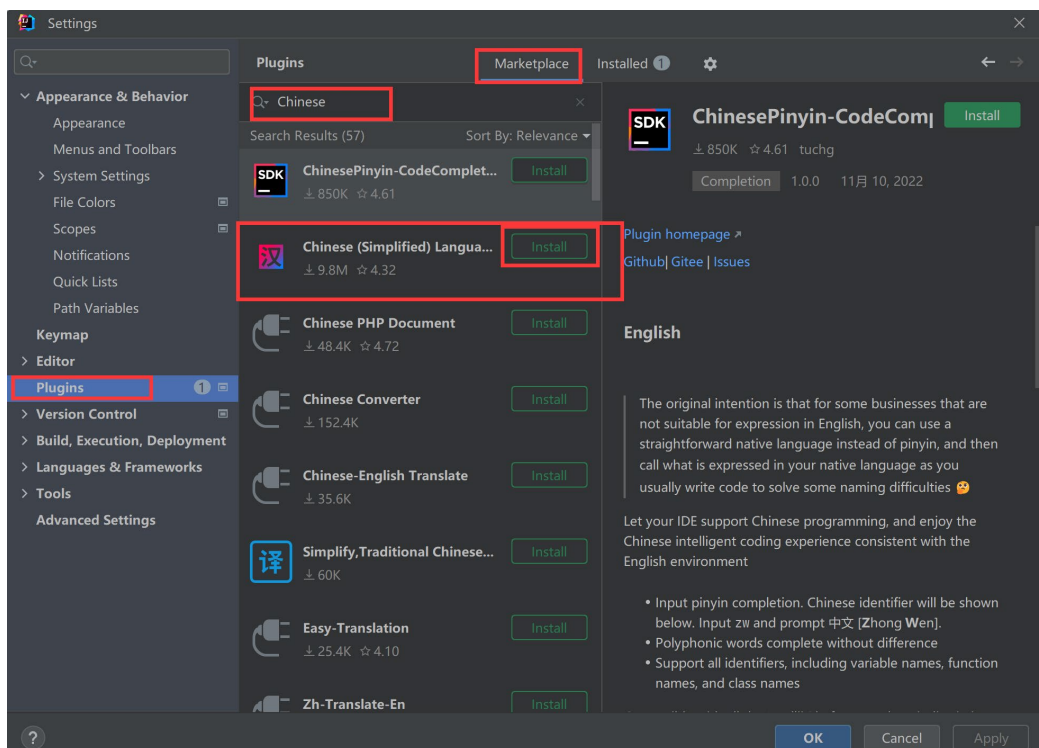 Settings
Appearance & Behavior
Appearance
Menus and Toolbars
System Settings
File Colors
Scopes
Notifications
Quick Lists
Path Variables
Keymap
Editor
Plugins 1
Version Control
Build, Execution, Deployment
Languages & Frameworks
Tools
Advanced Settings
?
Plugins Marketplace Installed 1
Chinese
Search Results (57) Sort By: Relevance
SDK ChinesePinyin-CodeComplet... Install
850K 4.61
汉 Chinese (Simplified) Langua... Install
9.8M 4.32
Chinese PHP Document Install
48.4K 4.72
Chinese Converter Install
152.4K
Chinese-English Translate Install
35.6K
译 Simplify,Traditional Chinese... Install
60K
Easy-Translation Install
25.4K 4.10
Zh-Translate-En Install
SDK ChinesePinyin-CodeCom Install
850K 4.61 tuchg
Completion 1.0.0 11月 10, 2022
Plugin homepage
Github| Gitee | Issues
English
The original intention is that for some businesses that are
not suitable for expression in English, you can use a
straightforward native language instead of pinyin, and then
call what is expressed in your native language as you
usually write code to solve some naming difficulties 🤔
Let your IDE support Chinese programming, and enjoy the
Chinese intelligent coding experience consistent with the
English environment
• Input pinyin completion. Chinese identifier will be shown
below. Input zw and prompt 中文 [Zhong Wen].
• Polyphonic words complete without difference
• Support all identifiers, including variable names, function
names, and class names
OK Cancel Apply